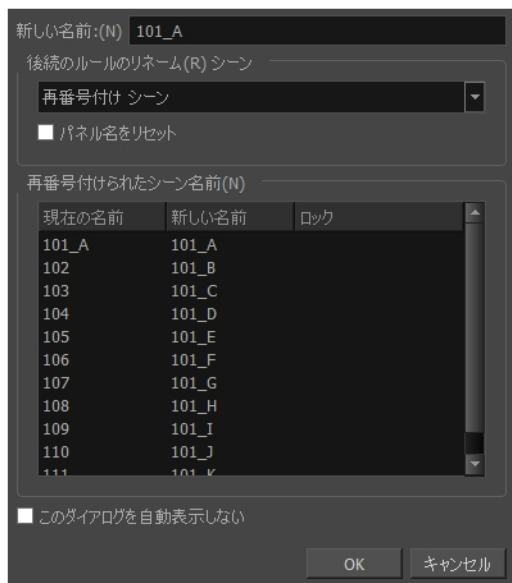 新しい名前:(N) 101_A
後続のルールのリネーム(R) シーン
再番号付け シーン
パネル名をリセット
再番号付けられたシーン名前(N)
現在の名前 新しい名前 ロック
101_A 101_A
102 101_B
103 101_C
104 101_D
105 101_E
106 101_F
107 101_G
108 101_H
109 101_I
110 101_J
111 101_K
このダイアログを自動表示しない
OK キャンセル